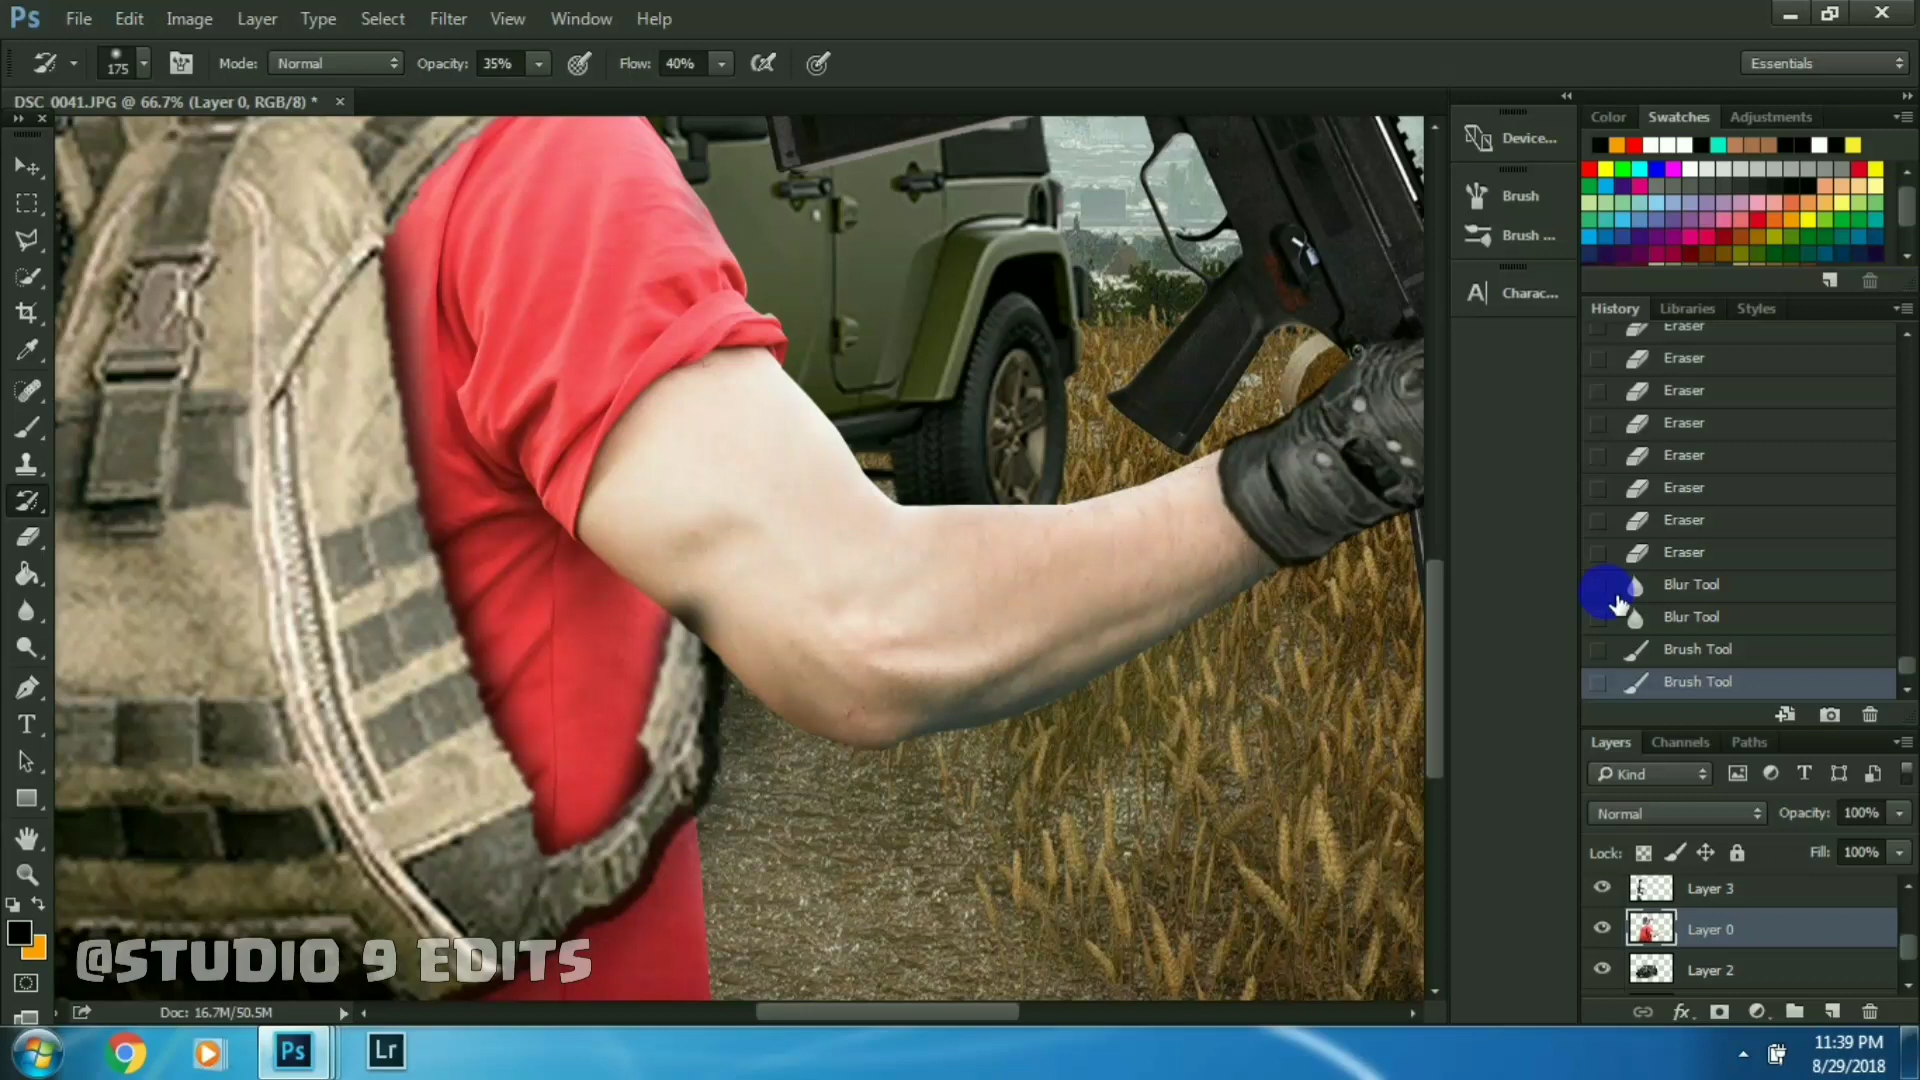 Ps File Edit Image Layer Type Select Filter View Window Help
175 Mode: Normal Opacity: 35% Flow: 40% Essentials
DSC_0041.JPG @ 66.7% (Layer 0, RGB/8) *
Color Swatches Adjustments
Device...
Brush
Brush ...
Charac...
History Libraries Styles
Eraser
Eraser
Eraser
Eraser
Eraser
Eraser
Eraser
Eraser
Blur Tool
Blur Tool
Brush Tool
Brush Tool
Layers Channels Paths
Kind
Normal Opacity: 100%
Lock: Fill: 100%
Layer 3
Layer 0
Layer 2
@STUDIO 9 EDITS
Doc: 16.7M/50.5M
Ps Lr
11:39 PM
8/29/2018